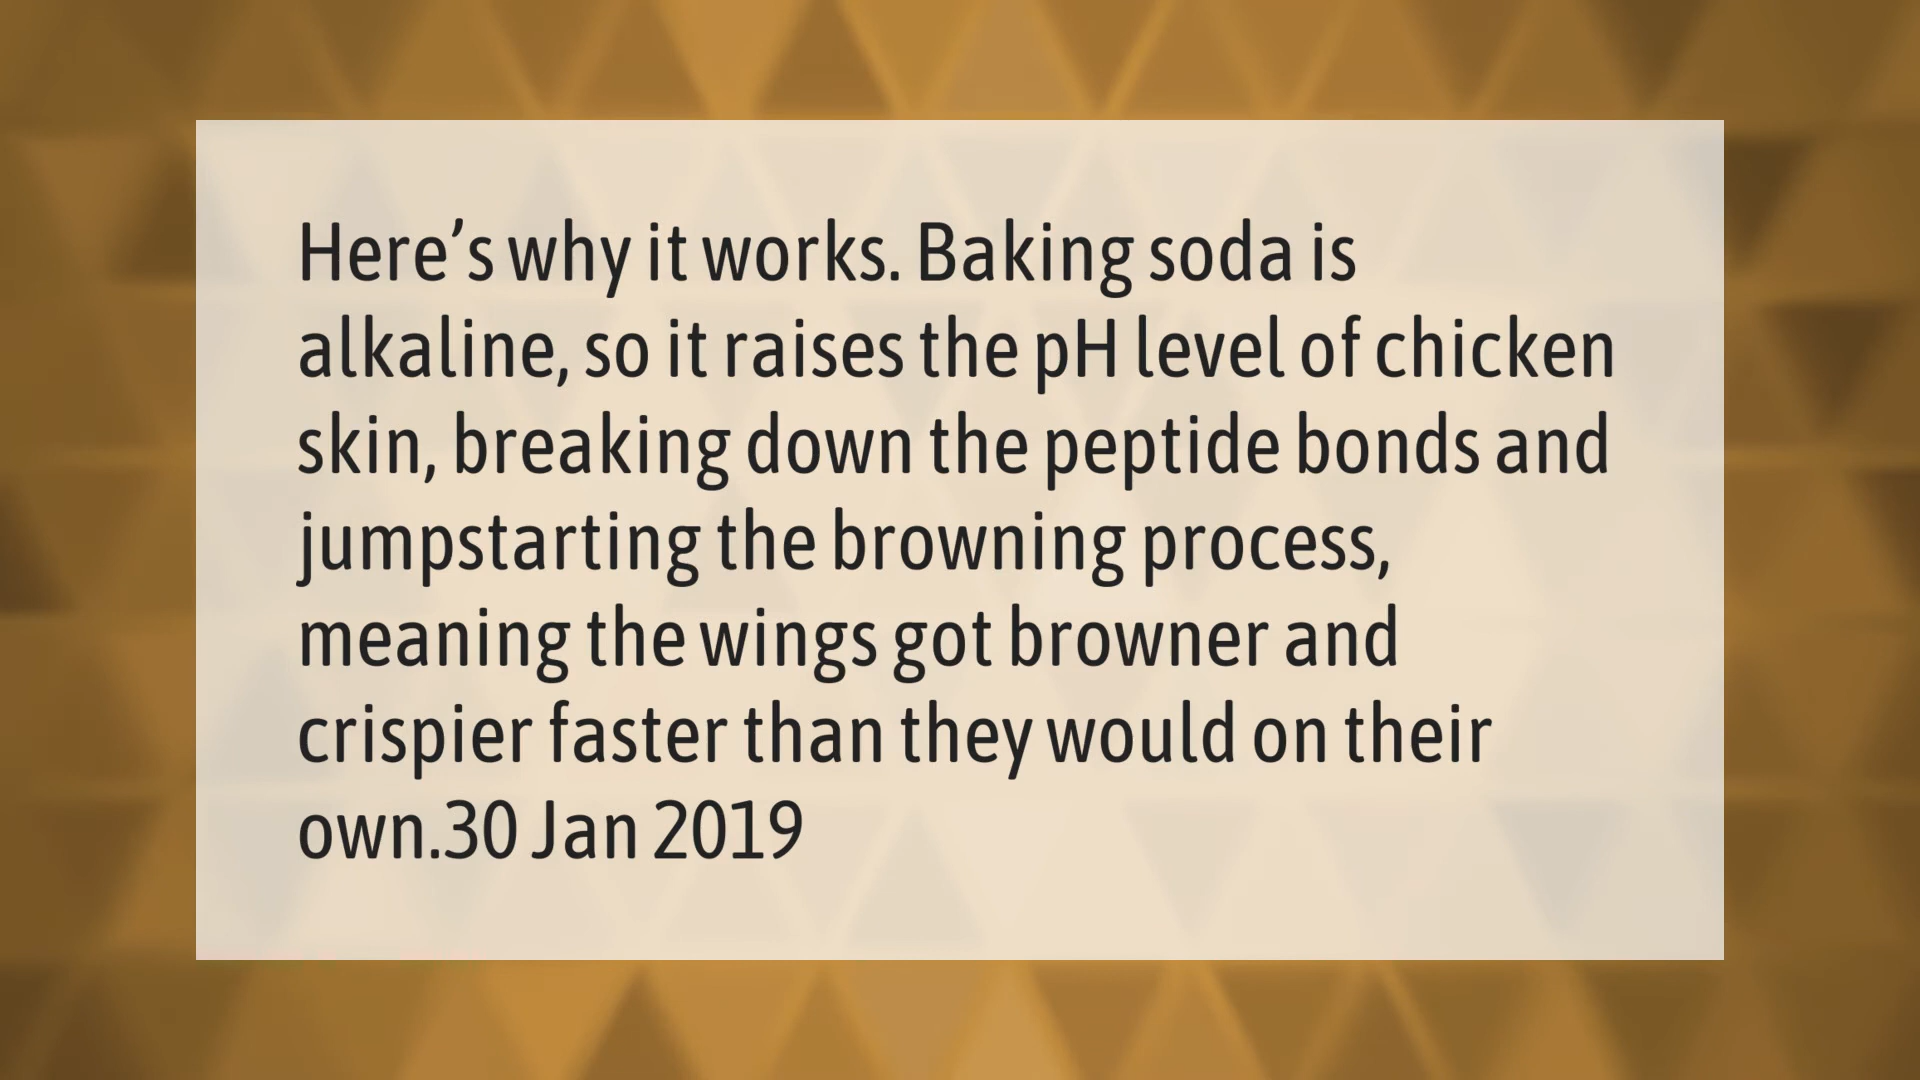 Here’s why it works. Baking soda is
alkaline, so it raises the pH level of chicken
skin, breaking down the peptide bonds and
jumpstarting the browning process,
meaning the wings got browner and
crispier faster than they would on their
own.30 Jan 2019